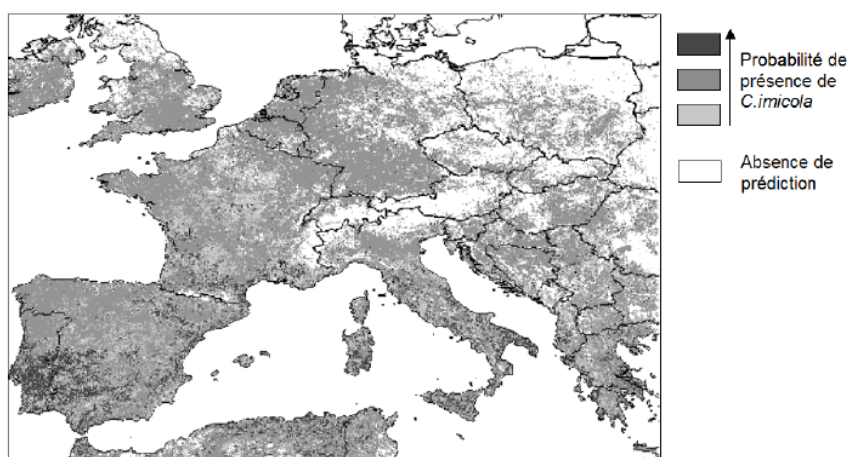 Probabilité de
présence de
C.imicola
Absence de
prédiction